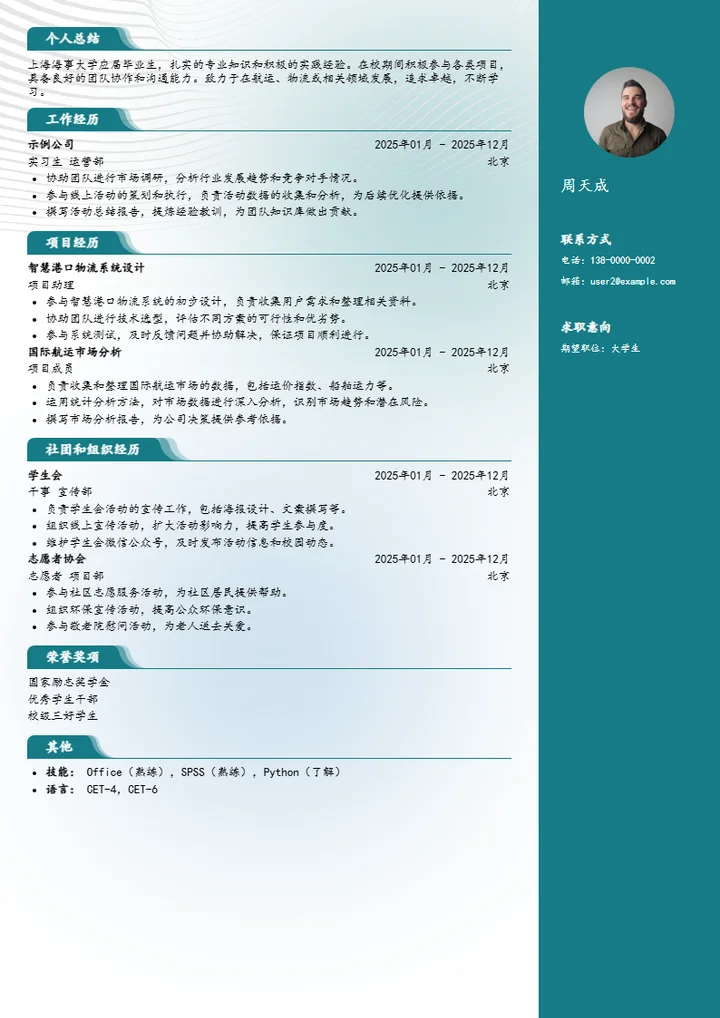 个人总结
上海海事大学应届毕业生，扎实的专业知识和积极的实践经验。在校期间积极参与各类项目，
具备良好的团队协作和沟通能力。致力于在航运、物流或相关领域发展，追求卓越，不断学
习。
工作经历
示例公司 2025年01月 - 2025年12月
实习生 运营部 北京
• 协助团队进行市场调研，分析行业发展趋势和竞争对手情况。
• 参与线上活动的策划和执行，负责活动数据的收集和分析，为后续优化提供依据。
• 撰写活动总结报告，提炼经验教训，为团队知识库做出贡献。
项目经历
智慧港口物流系统设计 2025年01月 - 2025年12月
项目助理 北京
• 参与智慧港口物流系统的初步设计，负责收集用户需求和整理相关资料。
• 协助团队进行技术选型，评估不同方案的可行性和优劣势。
• 参与系统测试，及时反馈问题并协助解决，保证项目顺利进行。
国际航运市场分析 2025年01月 - 2025年12月
项目成员 北京
• 负责收集和整理国际航运市场的数据，包括运价指数、船舶运力等。
• 运用统计分析方法，对市场数据进行深入分析，识别市场趋势和潜在风险。
• 撰写市场分析报告，为公司决策提供参考依据。
社团和组织经历
学生会 2025年01月 - 2025年12月
干事 宣传部 北京
• 负责学生会活动的宣传工作，包括海报设计、文案撰写等。
• 组织线上宣传活动，扩大活动影响力，提高学生参与度。
• 维护学生会微信公众号，及时发布活动信息和校园动态。
志愿者协会 2025年01月 - 2025年12月
志愿者 项目部 北京
• 参与社区志愿服务活动，为社区居民提供帮助。
• 组织环保宣传活动，提高公众环保意识。
• 参与敬老院慰问活动，为老人送去关爱。
荣誉奖项
国家励志奖学金
优秀学生干部
校级三好学生
其他
• 技能： Office（熟练），SPSS（熟练），Python（了解）
• 语言： CET-4，CET-6
周天成
联系方式
电话：138-0000-0002
邮箱：user2@example.com
求职意向
期望职位：大学生